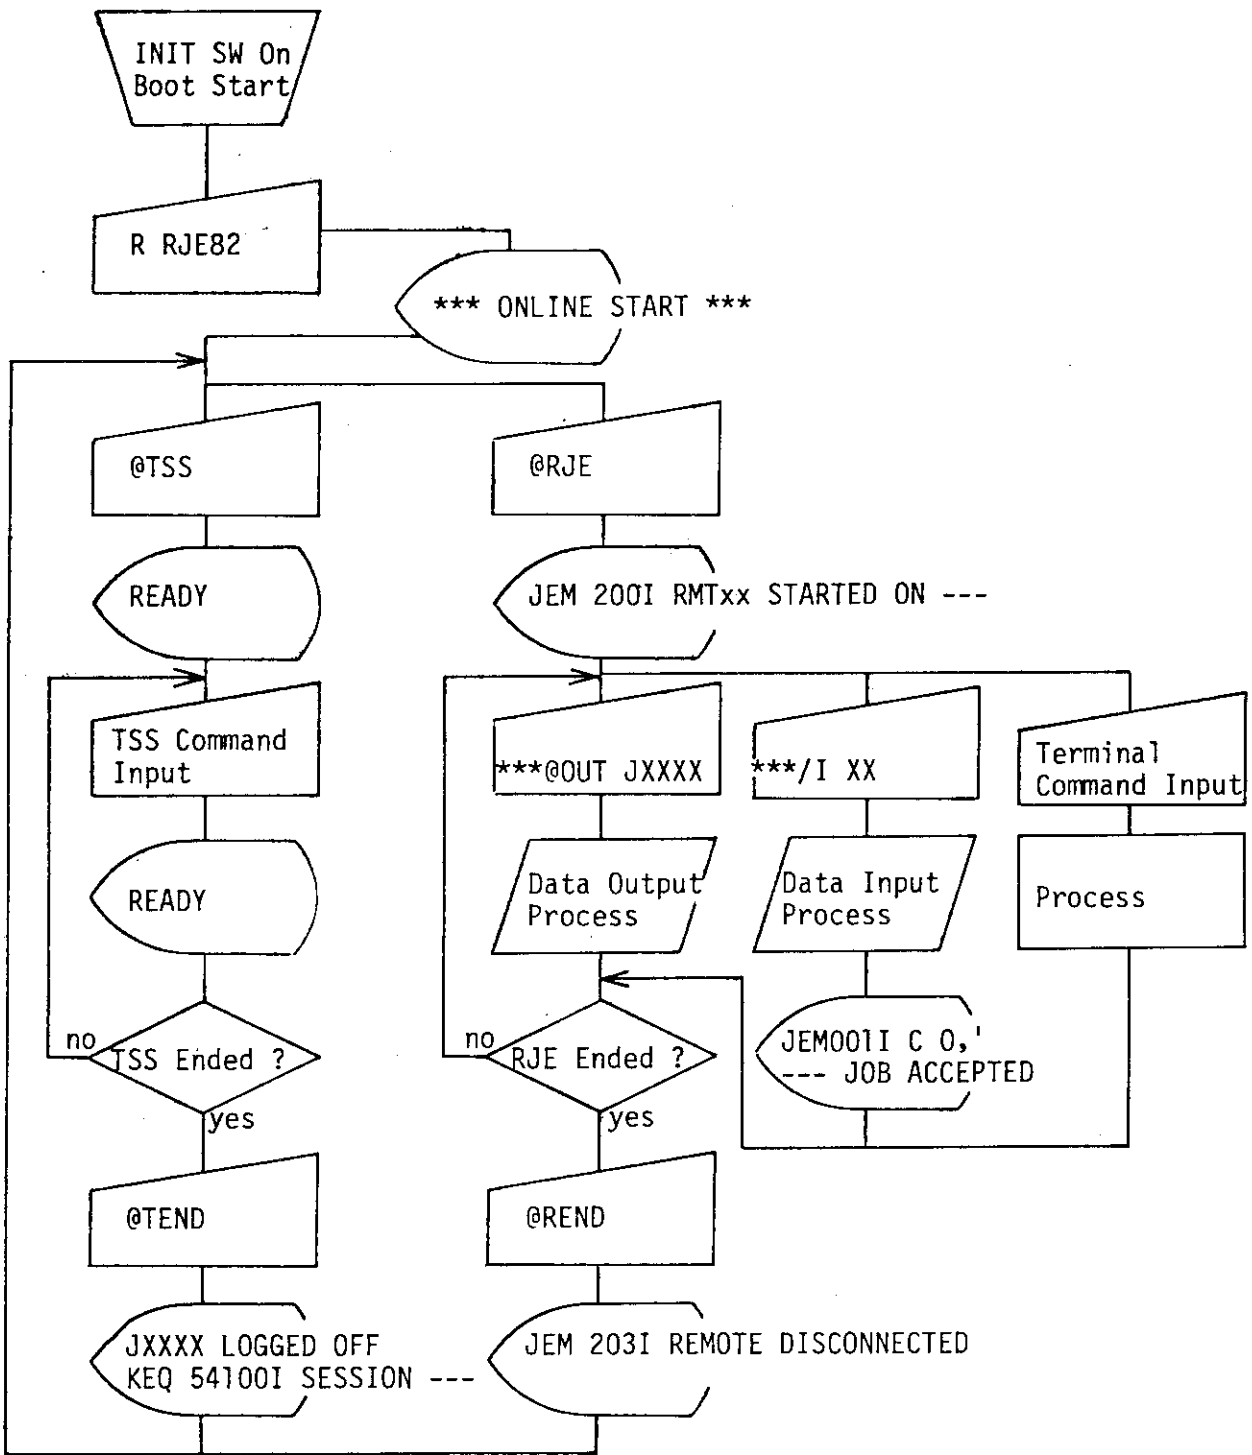 INIT SW On
Boot Start
R RJE82
*** ONLINE START ***
@TSS
@RJE
READY
JEM 200I RMTxx STARTED ON ---
TSS Command
Input
***@OUT JXXXX
***/I XX
Terminal
Command Input
READY
Data Output
Process
Data Input
Process
Process
no
TSS Ended ?
yes
no
RJE Ended ?
yes
JEM001I C O,'
--- JOB ACCEPTED
@TEND
@REND
JXXXX LOGGED OFF
KEQ 54100I SESSION ---
JEM 203I REMOTE DISCONNECTED